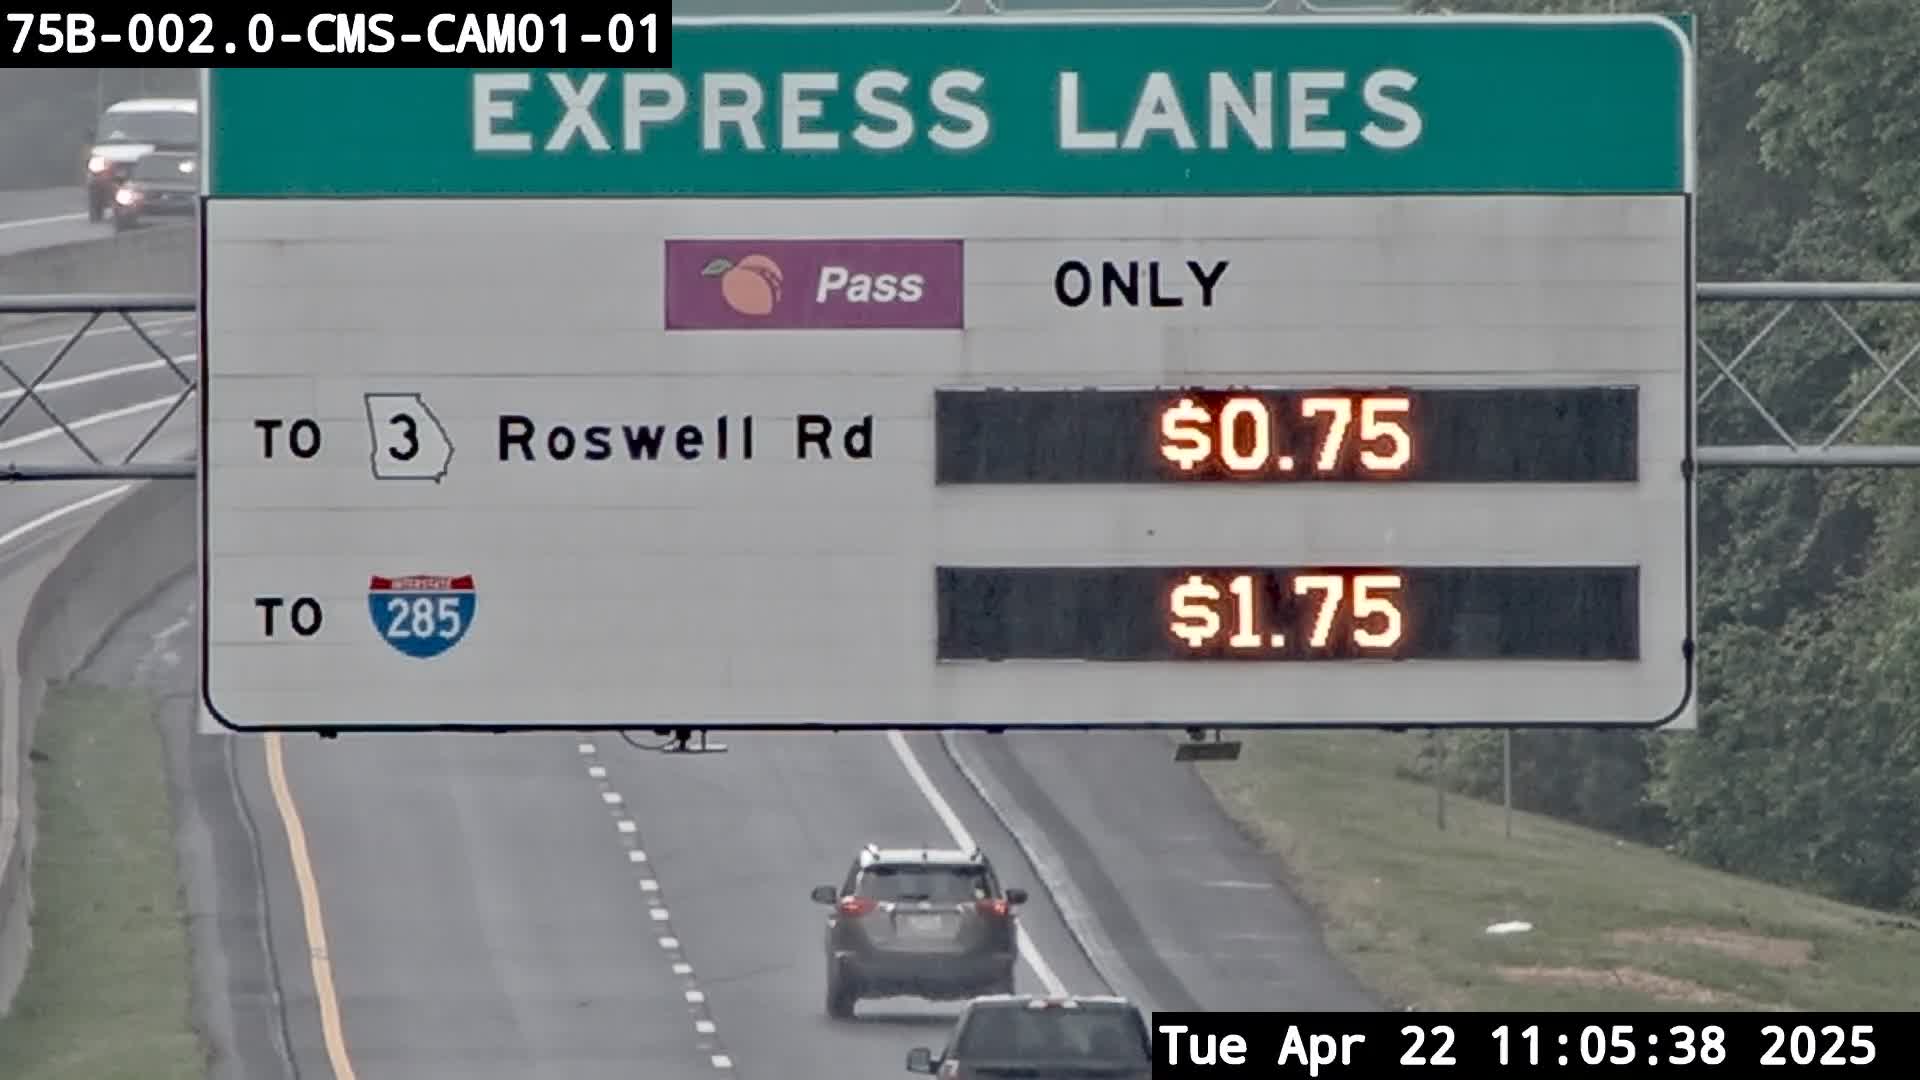 75B-002.0-CMS-CAM01-01
EXPRESS LANES
Pass ONLY
TO 3 Roswell Rd $0.75
TO INTERSTATE 285 $1.75
Tue Apr 22 11:05:38 2025